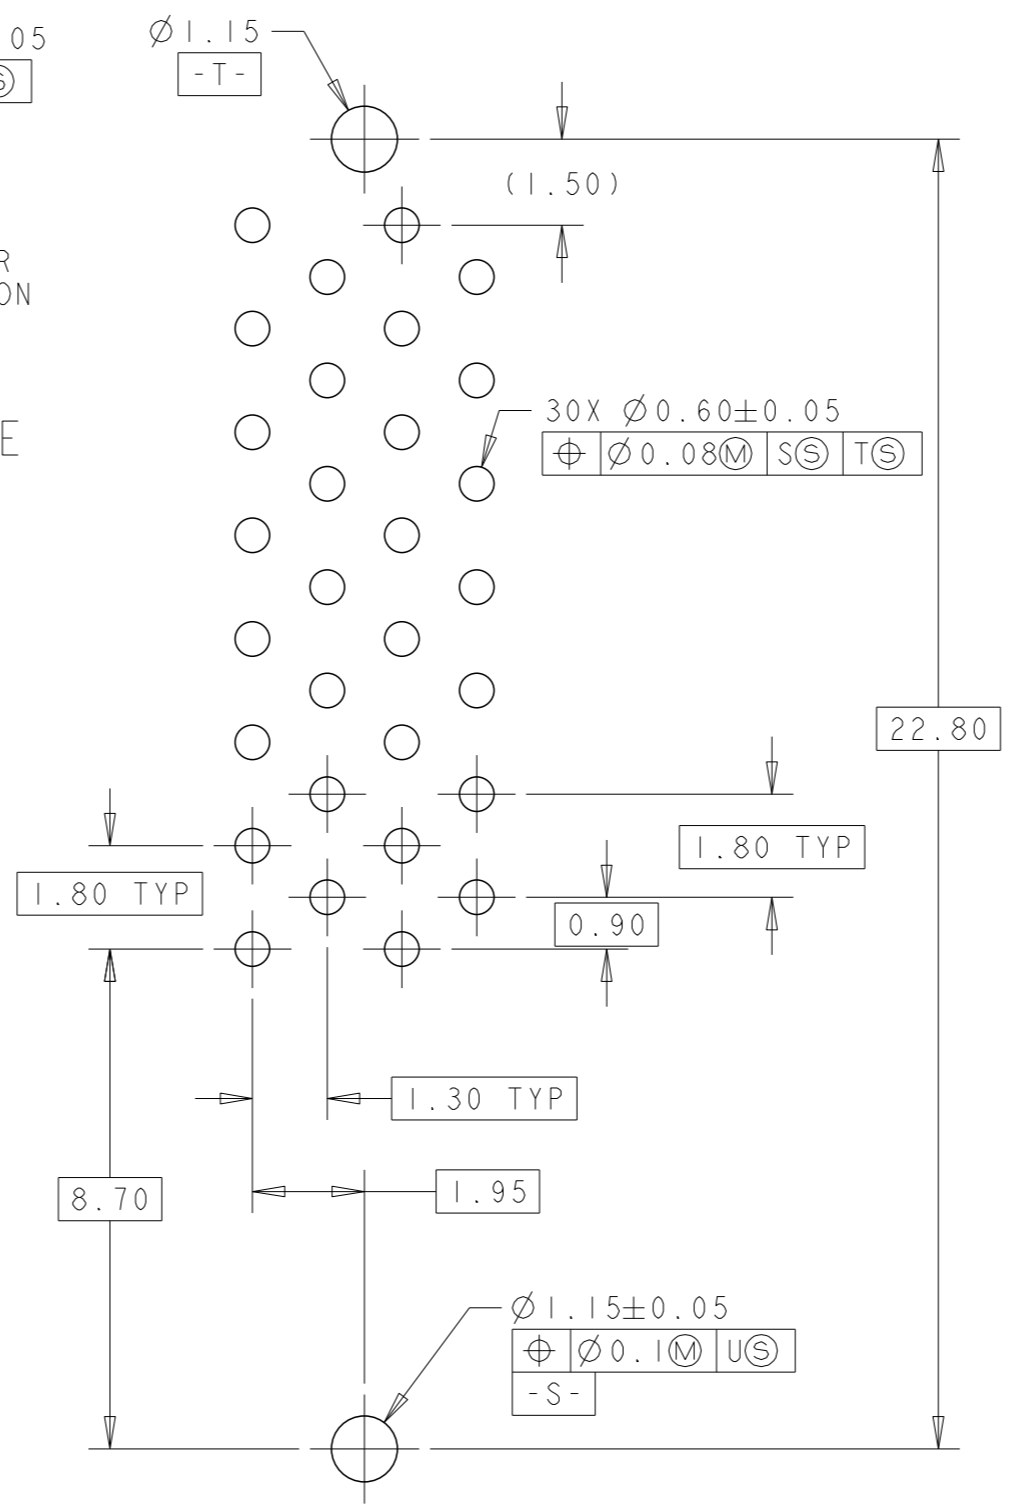 05
Ⓢ
Ø1.15
-T-
(1.50)
R
ON
E
30X Ø0.60±0.05
⌖ Ø0.08Ⓜ SⓈ TⓈ
22.80
1.80 TYP
1.80 TYP
0.90
1.30 TYP
8.70
1.95
Ø1.15±0.05
⌖ Ø0.1Ⓜ UⓈ
-S-